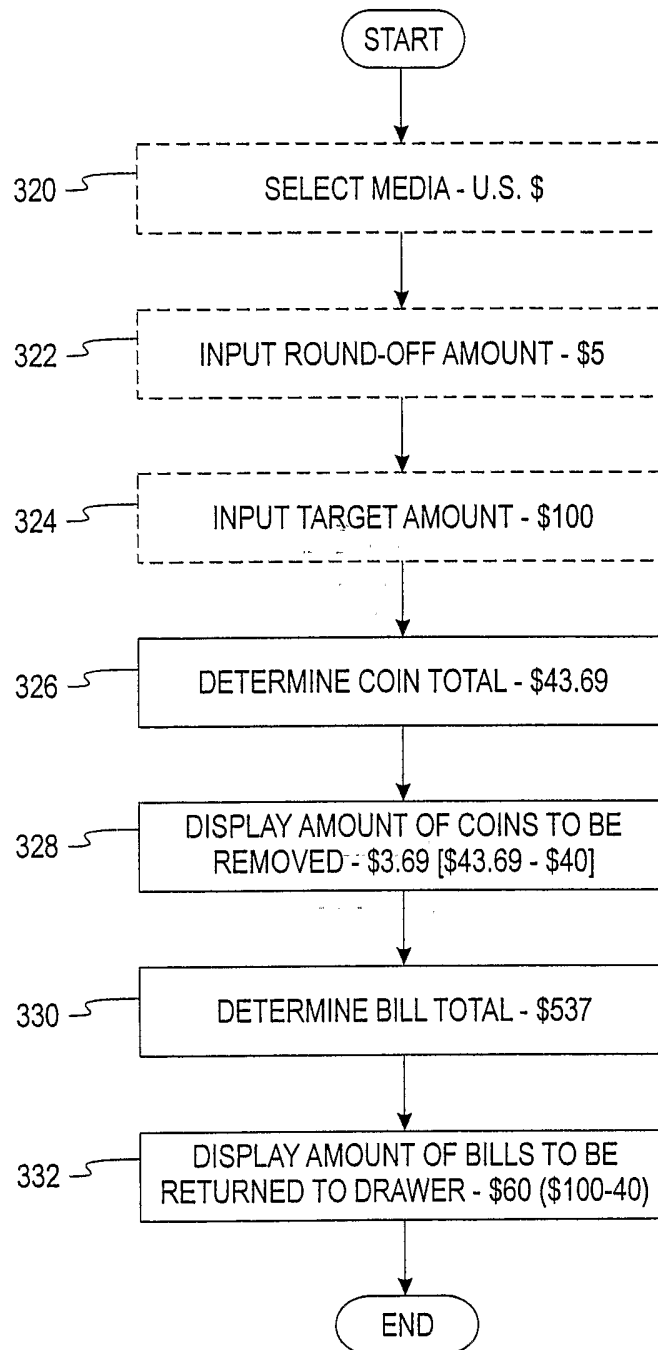 START
320
SELECT MEDIA - U.S. $
322
INPUT ROUND-OFF AMOUNT - $5
324
INPUT TARGET AMOUNT - $100
326
DETERMINE COIN TOTAL - $43.69
328
DISPLAY AMOUNT OF COINS TO BE
REMOVED - $3.69 [$43.69 - $40]
330
DETERMINE BILL TOTAL - $537
332
DISPLAY AMOUNT OF BILLS TO BE
RETURNED TO DRAWER - $60 ($100-40)
END